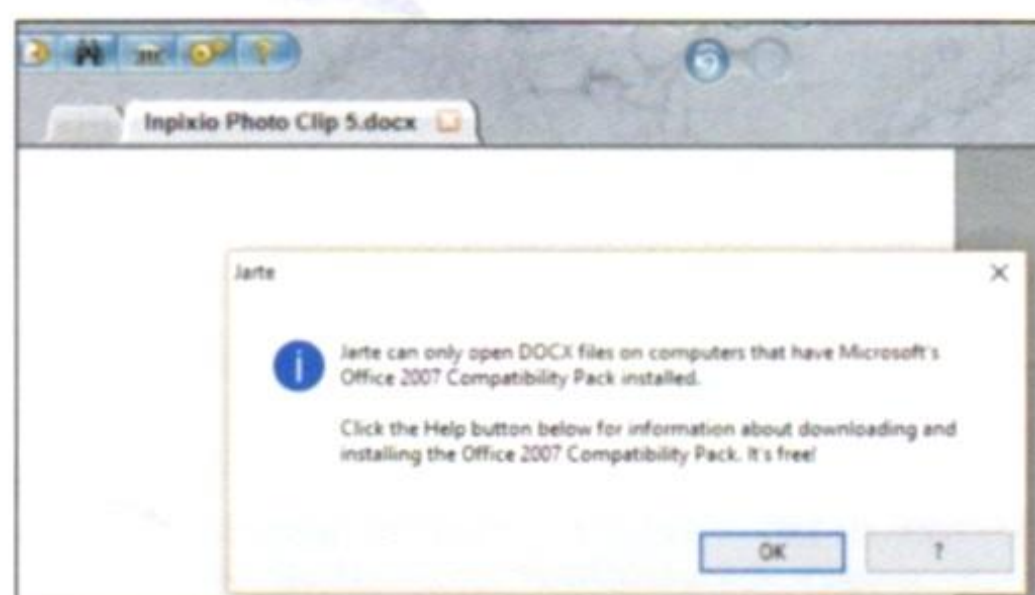 Inpixio Photo Clip 5.docx
Jarte
Jarte can only open DOCX files on computers that have Microsoft's
Office 2007 Compatibility Pack installed.
Click the Help button below for information about downloading and
installing the Office 2007 Compatibility Pack. It's free!
OK
?